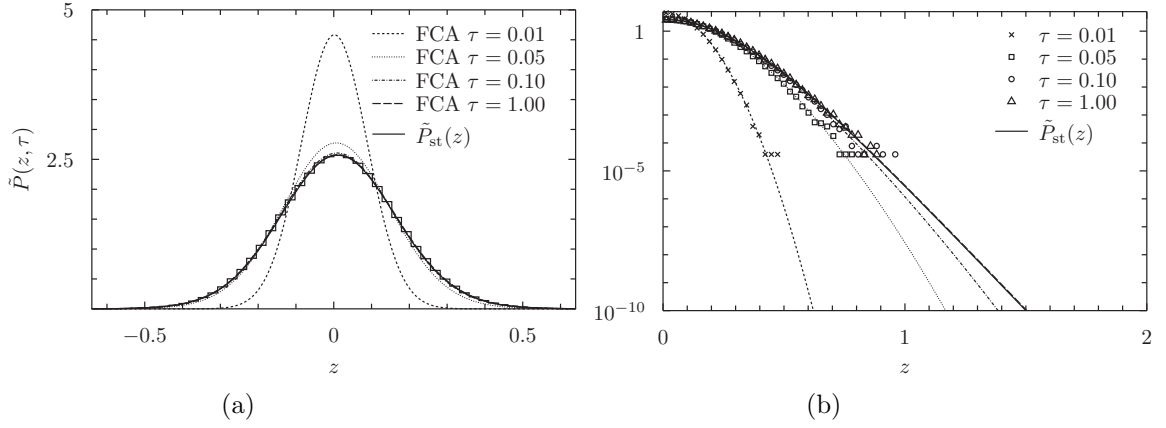 5
2.5
P̃(z, τ)
−0.5
0
0.5
z
FCA τ = 0.01
FCA τ = 0.05
FCA τ = 0.10
FCA τ = 1.00
P̃st(z)
(a)
1
10−5
10−10
0
1
2
z
τ = 0.01
τ = 0.05
τ = 0.10
τ = 1.00
P̃st(z)
(b)